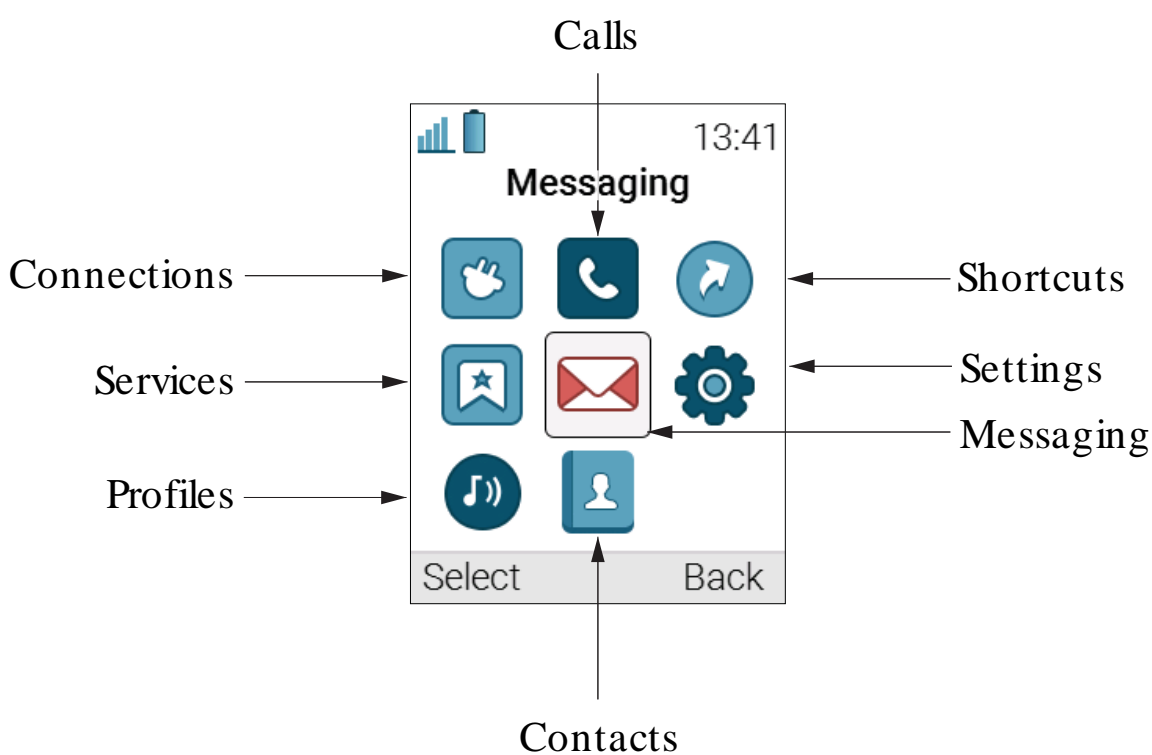 Calls
13:41
Messaging
Connections
Shortcuts
Services
Settings
Messaging
Profiles
Select Back
Contacts